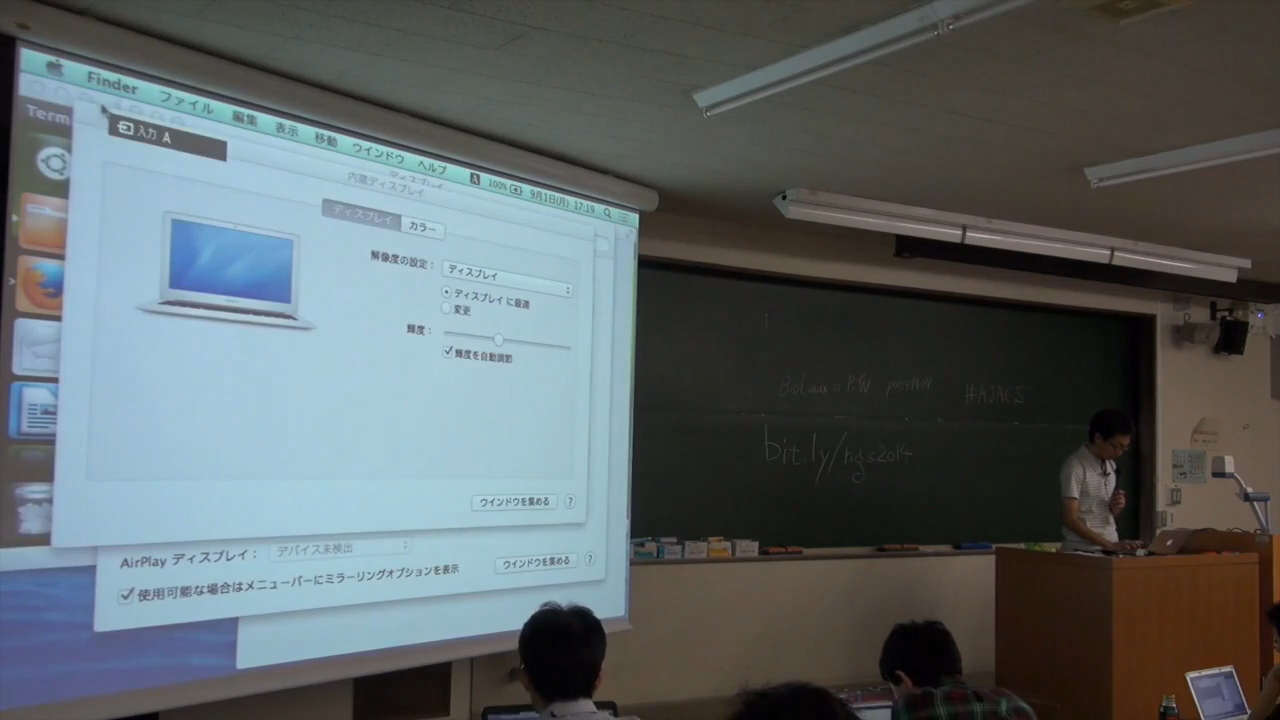 Finder ファイル 編集 表示 移動 ウインドウ ヘルプ A 100% 9月1日(月) 17:19
Term
入力 A
ディスプレイ
内蔵ディスプレイ
ディスプレイ カラー
解像度の設定： ディスプレイ
ディスプレイ に最適
変更
輝度：
輝度を自動調節
ウインドウを集める ?
AirPlay ディスプレイ： デバイス未検出
ウインドウを集める ?
使用可能な場合はメニューバーにミラーリングオプションを表示
#AJACS
bit.ly/ngs2014